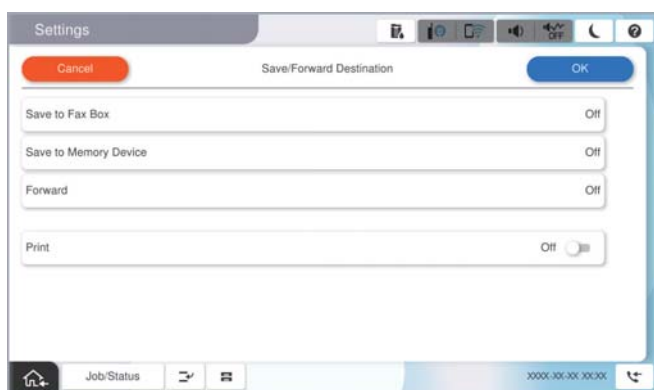 Settings
OFF
Cancel
Save/Forward Destination
OK
Save to Fax Box
Off
Save to Memory Device
Off
Forward
Off
Print
Off
Job/Status
XXXX-XX-XX XX:XX